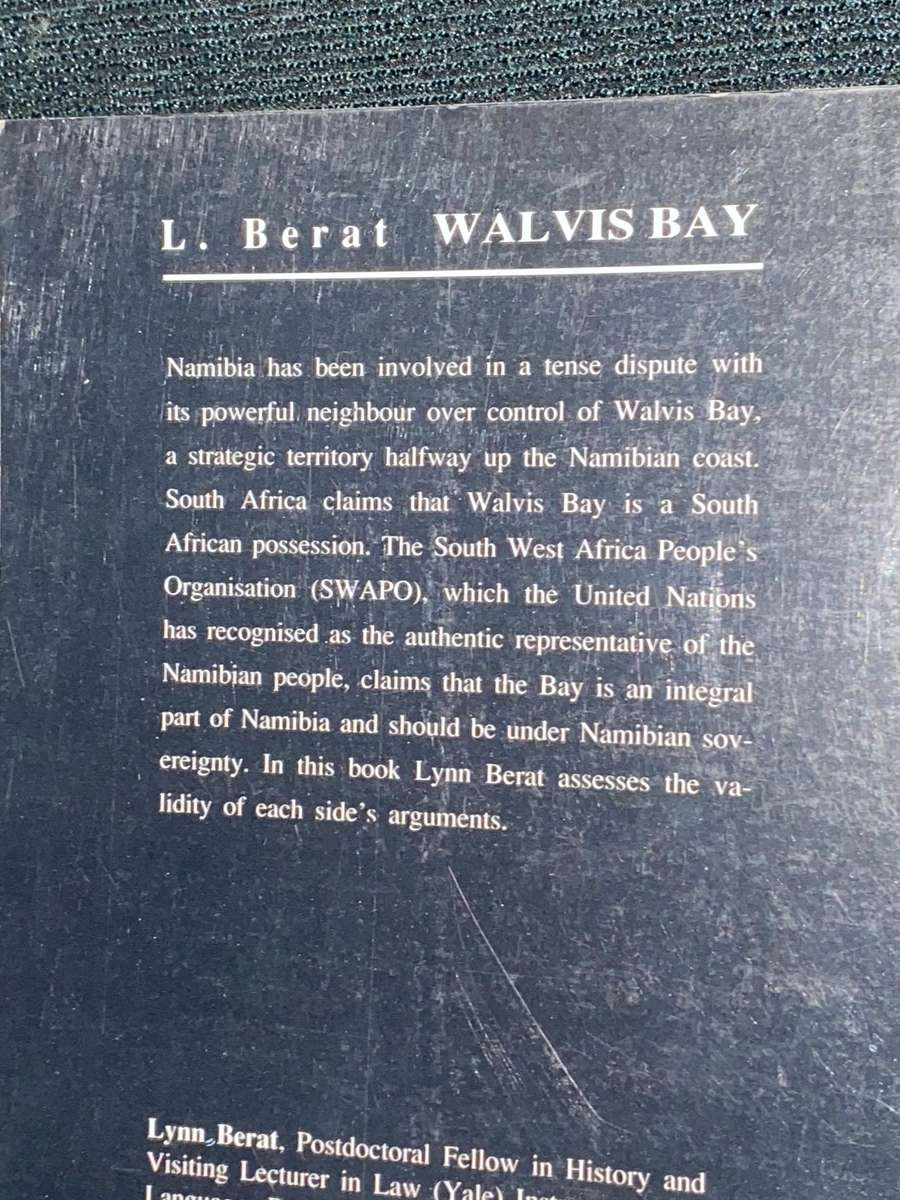 L. Berat WALVIS BAY
Namibia has been involved in a tense dispute with
its powerful neighbour over control of Walvis Bay,
a strategic territory halfway up the Namibian coast.
South Africa claims that Walvis Bay is a South
African possession. The South West Africa People's
Organisation (SWAPO), which the United Nations
has recognised as the authentic representative of the
Namibian people, claims that the Bay is an integral
part of Namibia and should be under Namibian sov-
ereignty. In this book Lynn Berat assesses the va-
lidity of each side's arguments.
Lynn Berat, Postdoctoral Fellow in History and
Visiting Lecturer in Law (Yale)